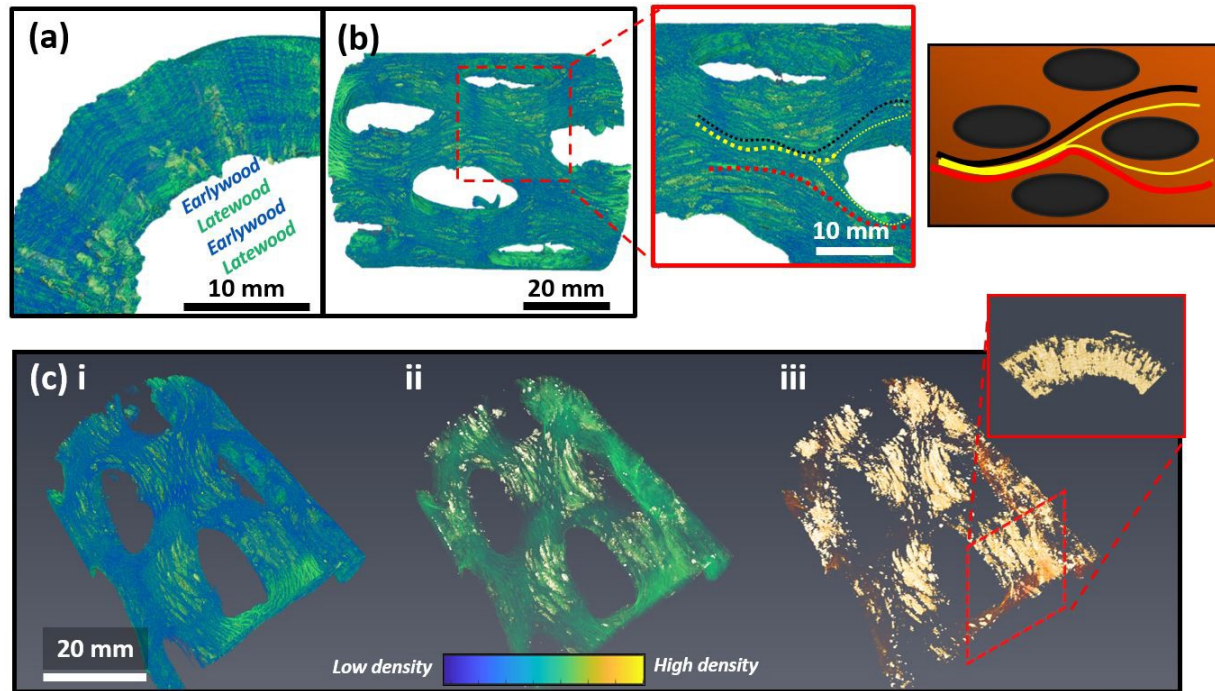 (a)
Earlywood
Latewood
Earlywood
Latewood
10 mm
(b)
20 mm
10 mm
(c) i
ii
iii
20 mm
Low density
High density